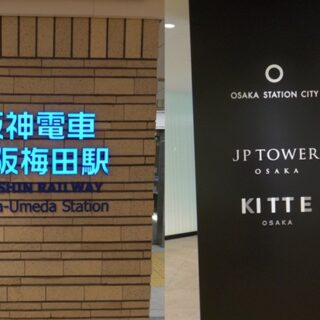 阪神電車
阪梅田駅
SHIN RAILWAY
-Umeda Station
OSAKA STATION CITY
JP TOWER
OSAKA
KITTE
OSAKA